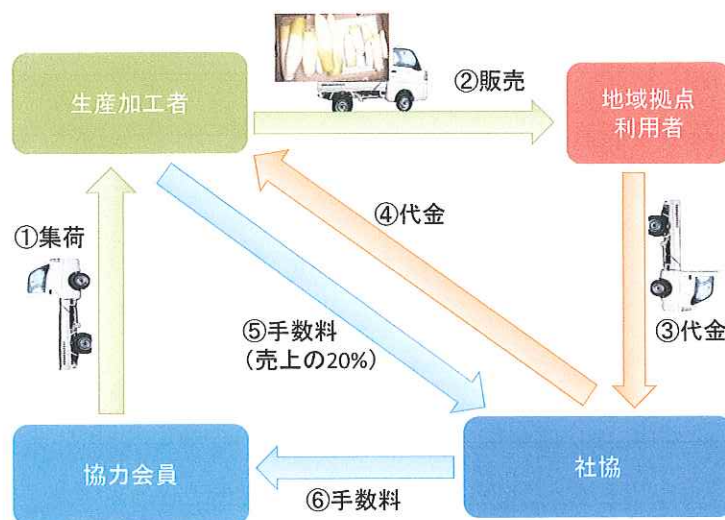 ②販売
生産加工者
地域拠点
利用者
④代金
①集荷
⑤手数料
（売上の20%）
③代金
協力会員
社協
⑥手数料